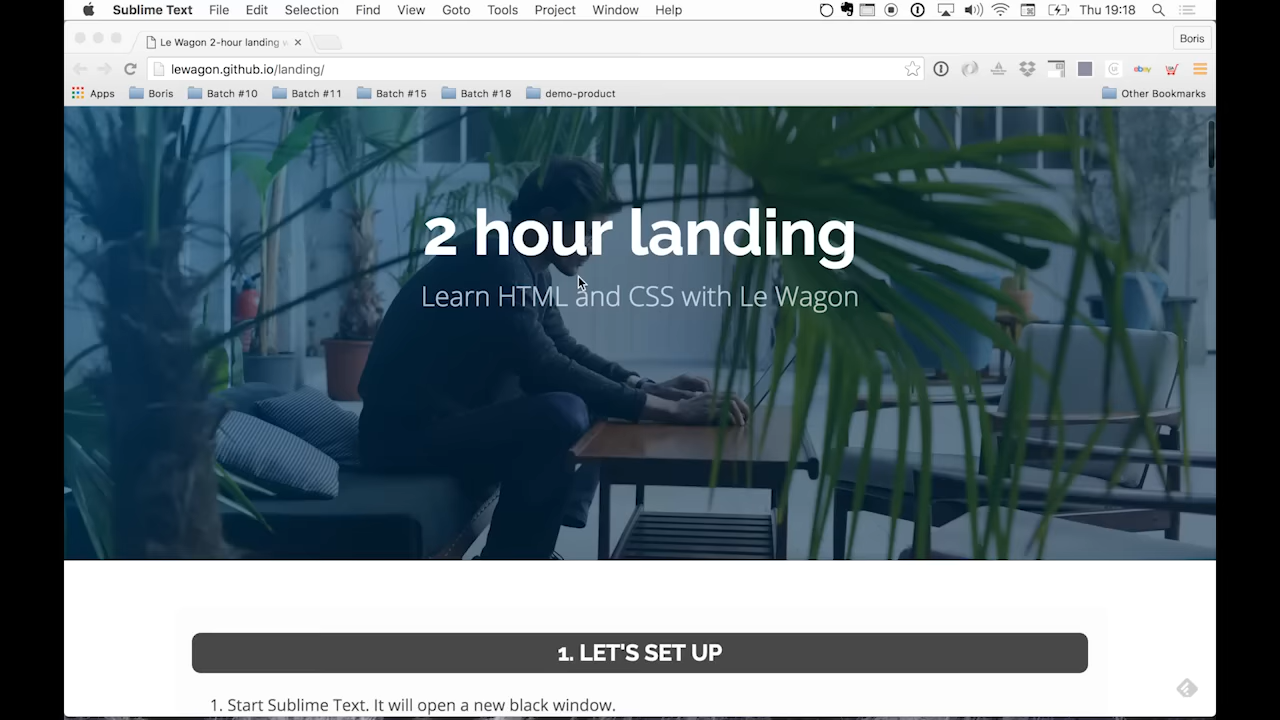 Sublime Text File Edit Selection Find View Goto Tools Project Window Help Thu 19:18
Le Wagon 2-hour landing
Boris
lewagon.github.io/landing/
Apps Boris Batch #10 Batch #11 Batch #15 Batch #18 demo-product Other Bookmarks
2 hour landing
Learn HTML and CSS with Le Wagon
1. LET'S SET UP
1. Start Sublime Text. It will open a new black window.